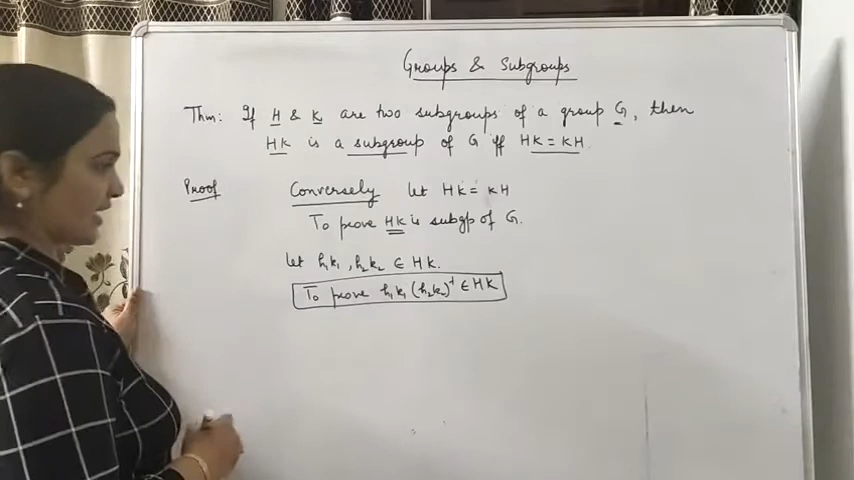 Groups & Subgroups
Thm: If H & K are two subgroups of a group G, then
HK is a subgroup of G iff HK = KH.
Proof Conversely let HK = KH
To prove HK is subgp of G.
let h₁k₁, h₂k₂ ∈ HK.
To prove h₁k₁(h₂k₂)⁻¹ ∈ HK